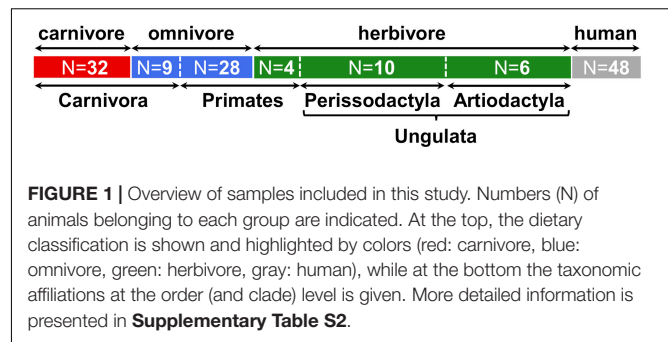 carnivore omnivore herbivore human
N=32 N=9 N=28 N=4 N=10 N=6 N=48
Carnivora Primates Perissodactyla Artiodactyla
Ungulata
FIGURE 1 | Overview of samples included in this study. Numbers (N) of
animals belonging to each group are indicated. At the top, the dietary
classification is shown and highlighted by colors (red: carnivore, blue:
omnivore, green: herbivore, gray: human), while at the bottom the taxonomic
affiliations at the order (and clade) level is given. More detailed information is
presented in Supplementary Table S2.